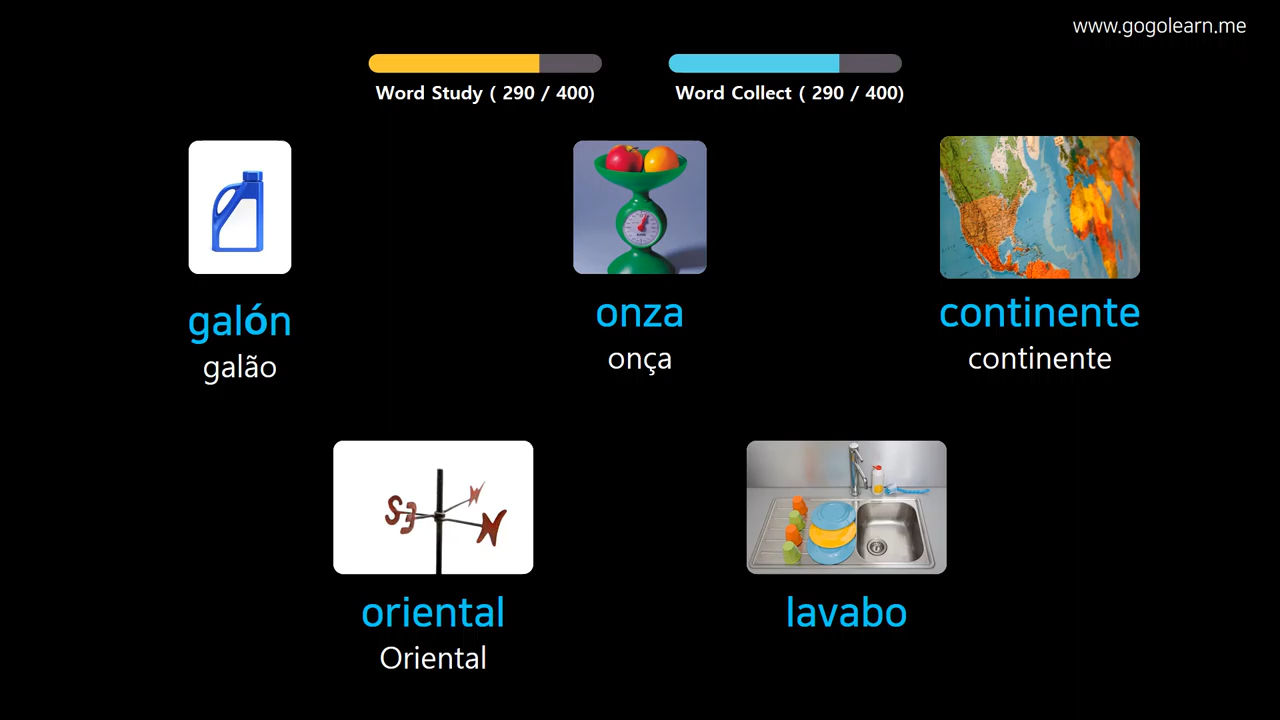 www.gogolearn.me
Word Study ( 290 / 400)
Word Collect ( 290 / 400)
galón
galão
onza
onça
continente
continente
oriental
Oriental
lavabo